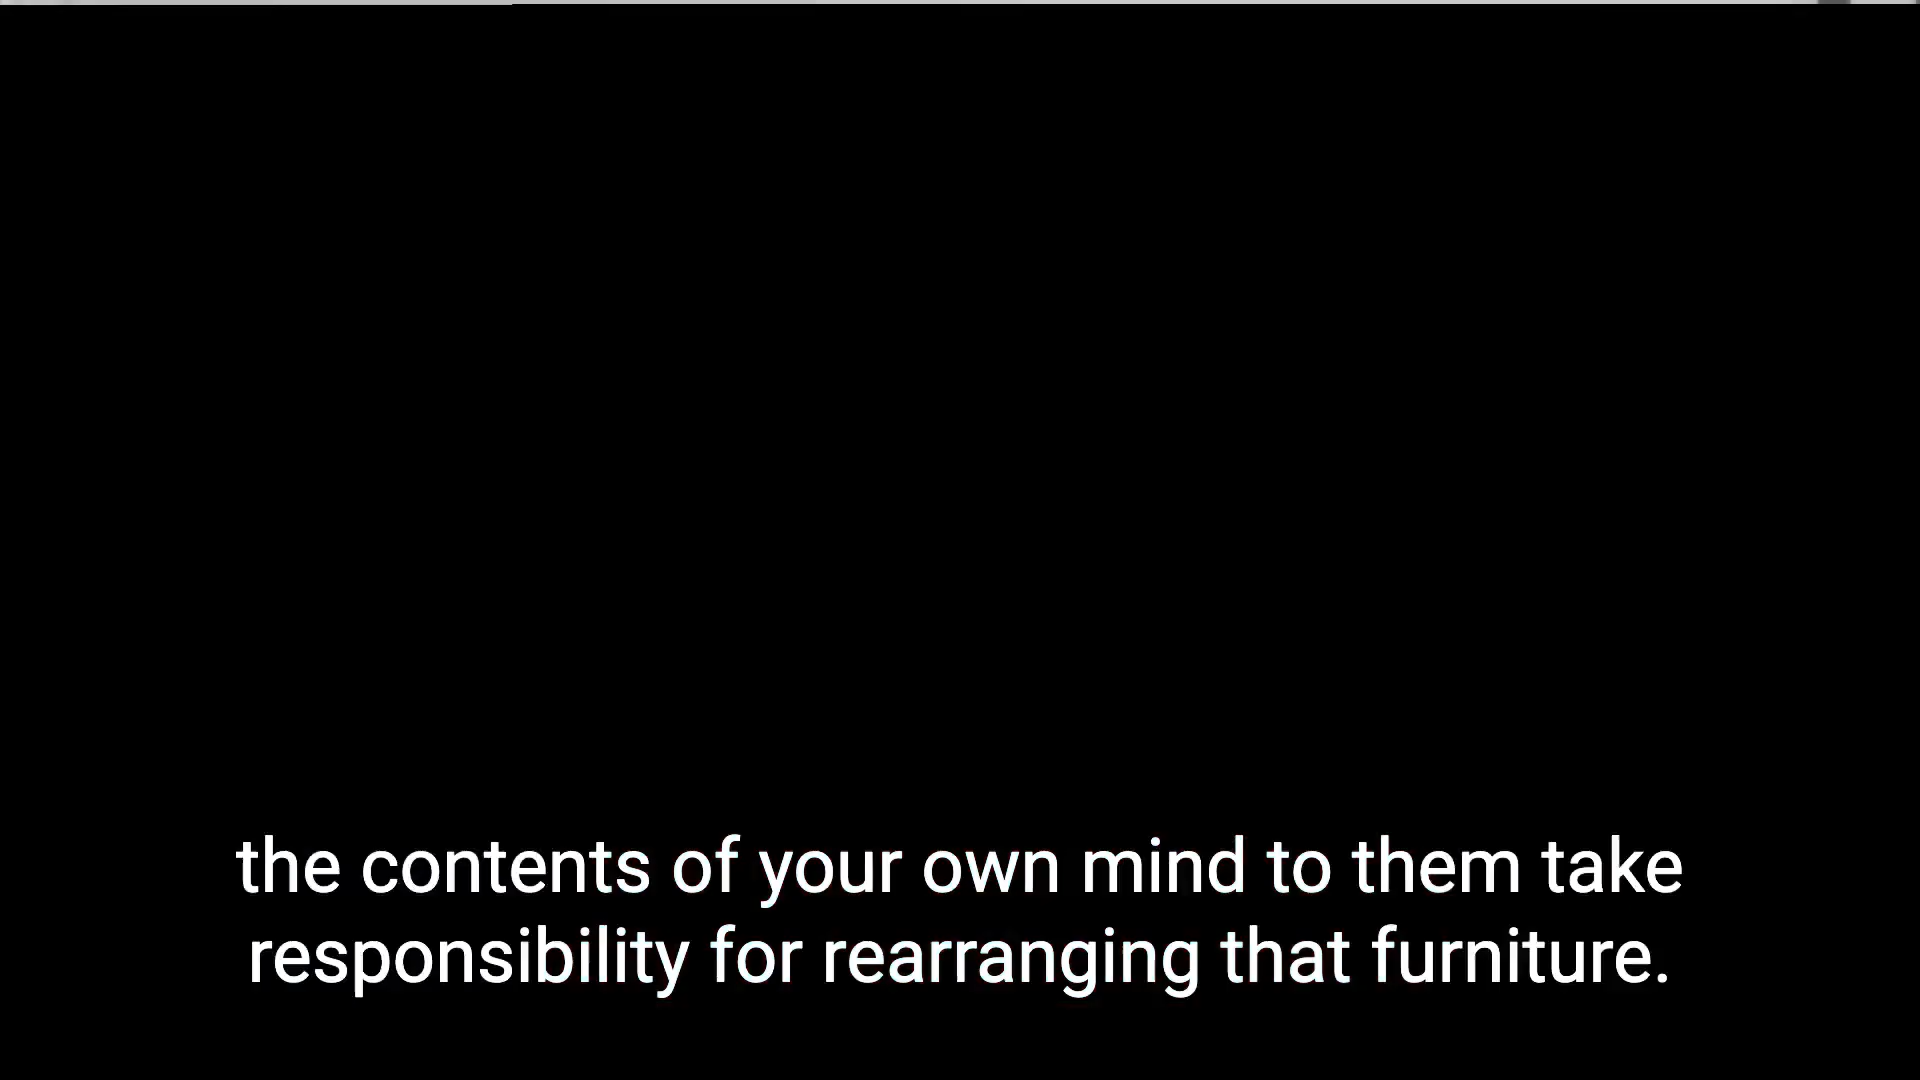 the contents of your own mind to them take
responsibility for rearranging that furniture.